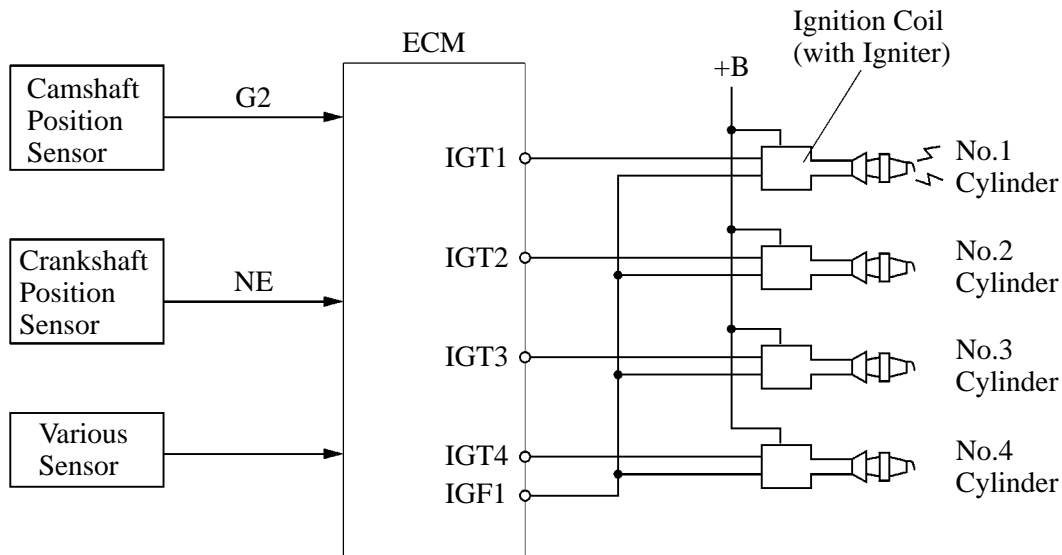 Ignition Coil
(with Igniter)
ECM
+B
Camshaft
Position
Sensor
G2
IGT1
No.1
Cylinder
Crankshaft
Position
Sensor
NE
IGT2
No.2
Cylinder
IGT3
No.3
Cylinder
Various
Sensor
IGT4
IGF1
No.4
Cylinder